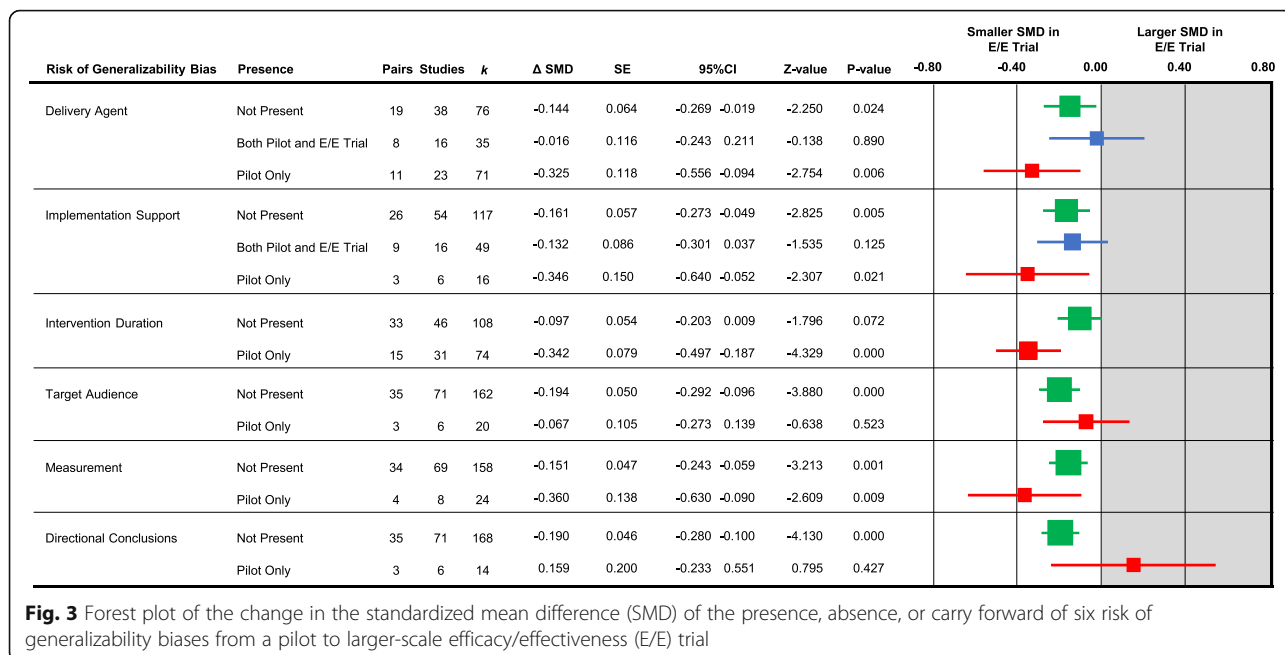 Smaller SMD in Larger SMD in
E/E Trial E/E Trial
Risk of Generalizability Bias Presence Pairs Studies k Δ SMD SE 95%CI Z-value P-value -0.80 -0.40 0.00 0.40 0.80
Delivery Agent Not Present 19 38 76 -0.144 0.064 -0.269 -0.019 -2.250 0.024
Both Pilot and E/E Trial 8 16 35 -0.016 0.116 -0.243 0.211 -0.138 0.890
Pilot Only 11 23 71 -0.325 0.118 -0.556 -0.094 -2.754 0.006
Implementation Support Not Present 26 54 117 -0.161 0.057 -0.273 -0.049 -2.825 0.005
Both Pilot and E/E Trial 9 16 49 -0.132 0.086 -0.301 0.037 -1.535 0.125
Pilot Only 3 6 16 -0.346 0.150 -0.640 -0.052 -2.307 0.021
Intervention Duration Not Present 33 46 108 -0.097 0.054 -0.203 0.009 -1.796 0.072
Pilot Only 15 31 74 -0.342 0.079 -0.497 -0.187 -4.329 0.000
Target Audience Not Present 35 71 162 -0.194 0.050 -0.292 -0.096 -3.880 0.000
Pilot Only 3 6 20 -0.067 0.105 -0.273 0.139 -0.638 0.523
Measurement Not Present 34 69 158 -0.151 0.047 -0.243 -0.059 -3.213 0.001
Pilot Only 4 8 24 -0.360 0.138 -0.630 -0.090 -2.609 0.009
Directional Conclusions Not Present 35 71 168 -0.190 0.046 -0.280 -0.100 -4.130 0.000
Pilot Only 3 6 14 0.159 0.200 -0.233 0.551 0.795 0.427
Fig. 3 Forest plot of the change in the standardized mean difference (SMD) of the presence, absence, or carry forward of six risk of
generalizability biases from a pilot to larger-scale efficacy/effectiveness (E/E) trial